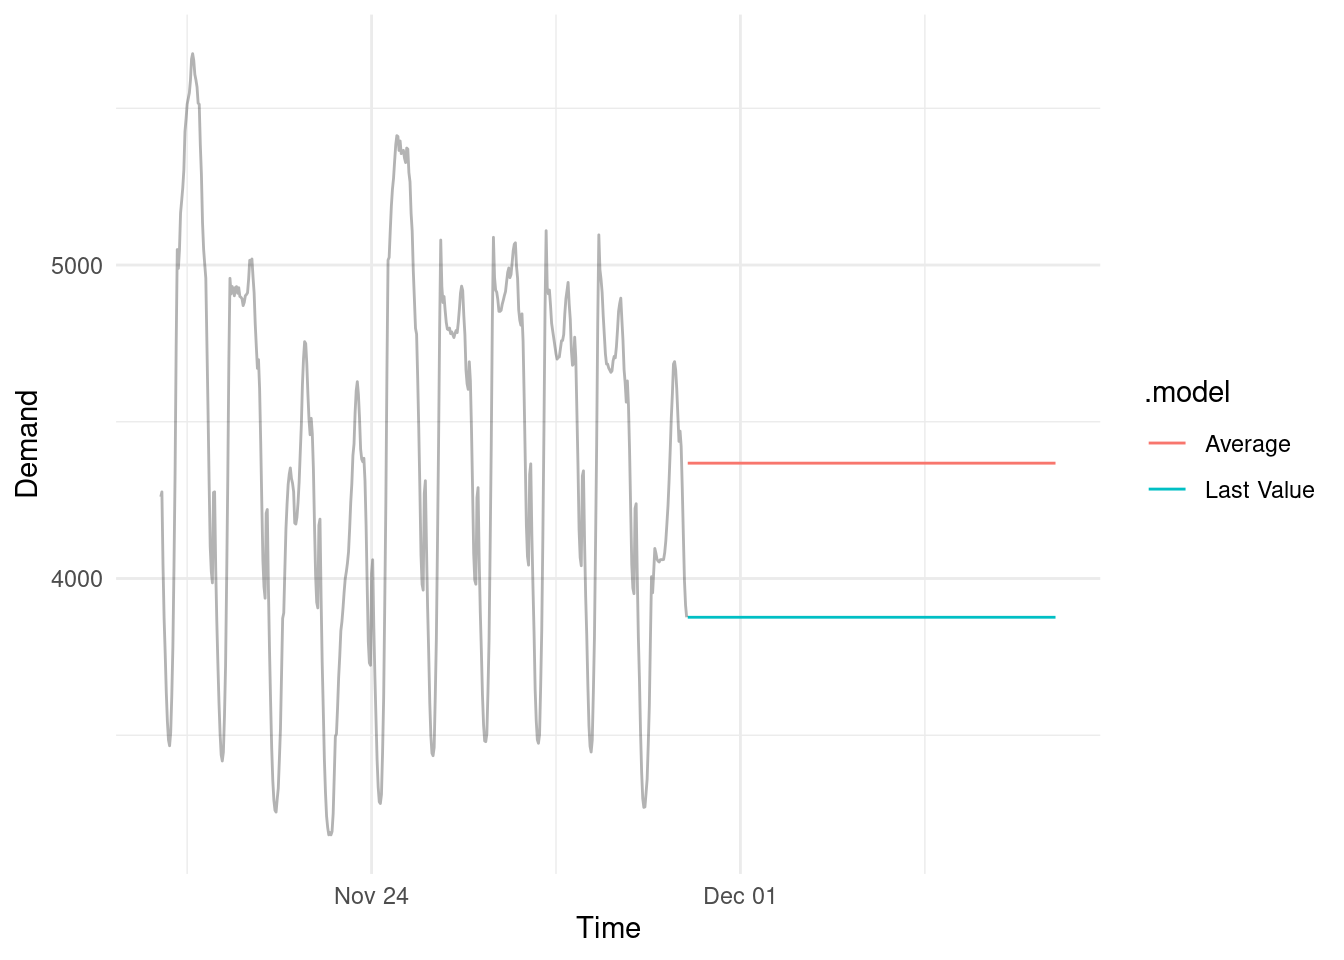 5000
4000
Demand
Nov 24
Dec 01
Time
.model
Average
Last Value